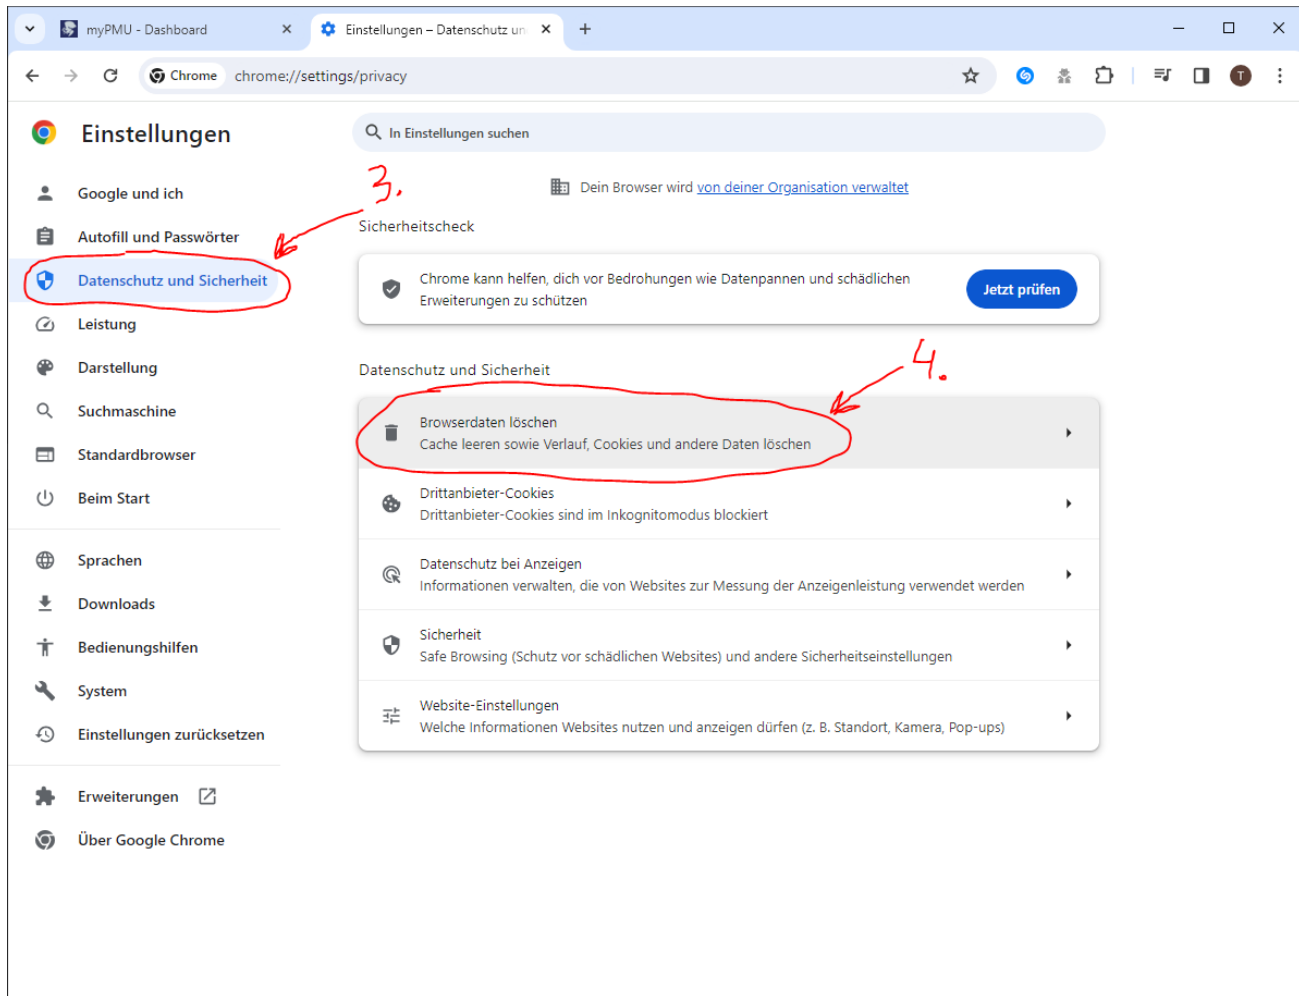 myPMU - Dashboard
Einstellungen – Datenschutz un
Chrome
chrome://settings/privacy
T
Einstellungen
In Einstellungen suchen
3.
Dein Browser wird von deiner Organisation verwaltet
Google und ich
Autofill und Passwörter
Datenschutz und Sicherheit
Leistung
Darstellung
Suchmaschine
Standardbrowser
Beim Start
Sprachen
Downloads
Bedienungshilfen
System
Einstellungen zurücksetzen
Erweiterungen
Über Google Chrome
Sicherheitscheck
Chrome kann helfen, dich vor Bedrohungen wie Datenpannen und schädlichen
Erweiterungen zu schützen
Jetzt prüfen
4.
Datenschutz und Sicherheit
Browserdaten löschen
Cache leeren sowie Verlauf, Cookies und andere Daten löschen
Drittanbieter-Cookies
Drittanbieter-Cookies sind im Inkognitomodus blockiert
Datenschutz bei Anzeigen
Informationen verwalten, die von Websites zur Messung der Anzeigenleistung verwendet werden
Sicherheit
Safe Browsing (Schutz vor schädlichen Websites) und andere Sicherheitseinstellungen
Website-Einstellungen
Welche Informationen Websites nutzen und anzeigen dürfen (z. B. Standort, Kamera, Pop-ups)